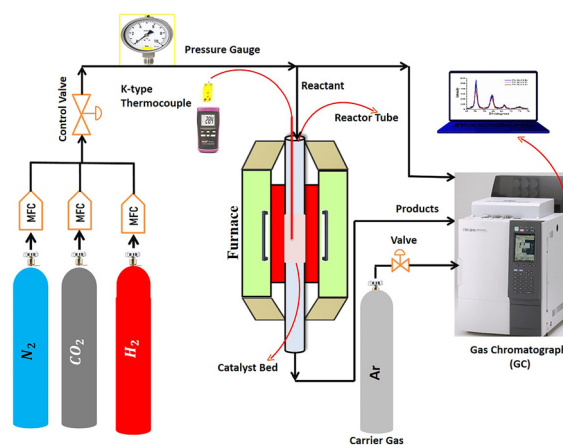 Pressure Gauge
K-type
Thermocouple
Control Valve
Reactant
Reactor Tube
MFC
MFC
MFC
Furnace
Products
Valve
N₂
CO₂
H₂
Ar
Catalyst Bed
Carrier Gas
Gas Chromatograph
(GC)